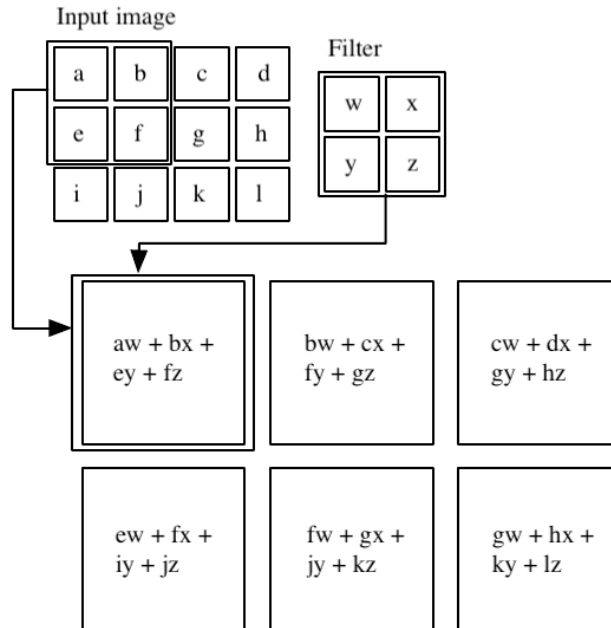 Input image
Filter
a b c d
w x
e f g h
y z
i j k l
aw + bx +
ey + fz
bw + cx +
fy + gz
cw + dx +
gy + hz
ew + fx +
iy + jz
fw + gx +
jy + kz
gw + hx +
ky + lz